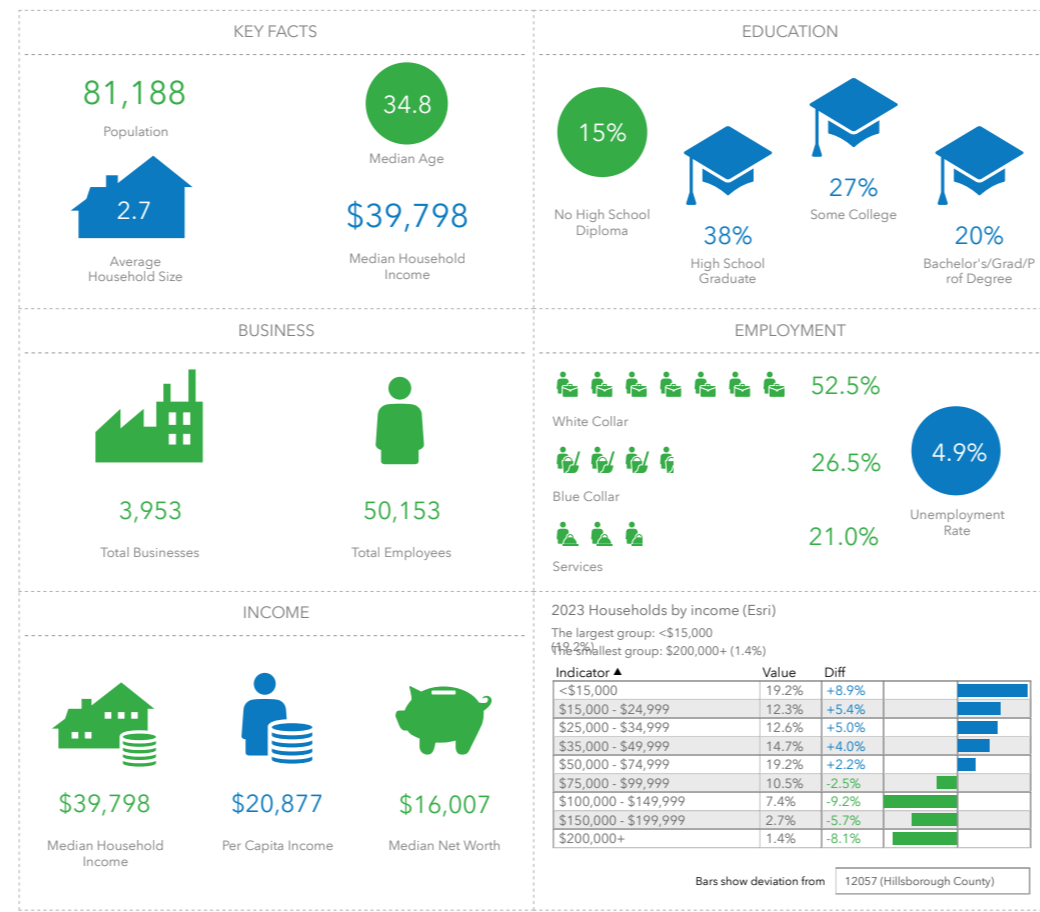 KEY FACTS
81,188
Population
34.8
Median Age
2.7
Average
Household Size
$39,798
Median Household
Income
EDUCATION
15%
No High School
Diploma
38%
High School
Graduate
27%
Some College
20%
Bachelor's/Grad/P
rof Degree
BUSINESS
3,953
Total Businesses
50,153
Total Employees
EMPLOYMENT
52.5%
White Collar
26.5%
Blue Collar
21.0%
Services
4.9%
Unemployment
Rate
INCOME
$39,798
Median Household
Income
$20,877
Per Capita Income
$16,007
Median Net Worth
2023 Households by income (Esri)
The largest group: <$15,000
(19.2%)
The smallest group: $200,000+ (1.4%)
Indicator ▲ Value Diff
<$15,000 19.2% +8.9%
$15,000 - $24,999 12.3% +5.4%
$25,000 - $34,999 12.6% +5.0%
$35,000 - $49,999 14.7% +4.0%
$50,000 - $74,999 19.2% +2.2%
$75,000 - $99,999 10.5% -2.5%
$100,000 - $149,999 7.4% -9.2%
$150,000 - $199,999 2.7% -5.7%
$200,000+ 1.4% -8.1%
Bars show deviation from 12057 (Hillsborough County)